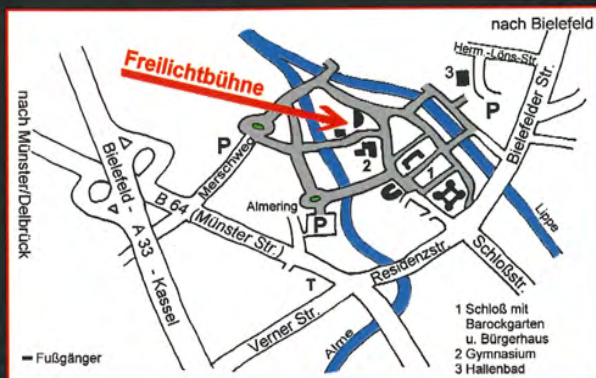 nach Bielefeld
Herm.-Löns-Str.
3
P
Freilichtbühne
Bielefelder Str.
nach Münster/Delbrück
P
Merschweg
2
1
Bielefeld - A 33 - Kassel
B 64 (Münster Str.)
Almering
P
Lippe
Residenzstr.
Schloßstr.
T
Verner Str.
Alme
1 Schloß mit
Barockgarten
u. Bürgerhaus
2 Gymnasium
3 Hallenbad
Fußgänger